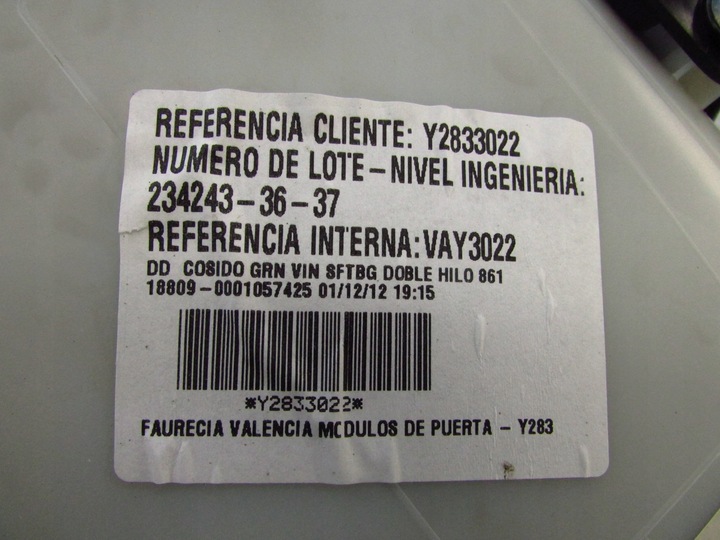 REFERENCIA CLIENTE: Y2833022
NUMERO DE LOTE-NIVEL INGENIERIA:
234243-36-37
REFERENCIA INTERNA:VAY3022
DD COSIDO GRN VIN SFTBG DOBLE HILO 861
18809-0001057425 01/12/12 19:15
*Y2833022*
FAURECIA VALENCIA MODULOS DE PUERTA - Y283